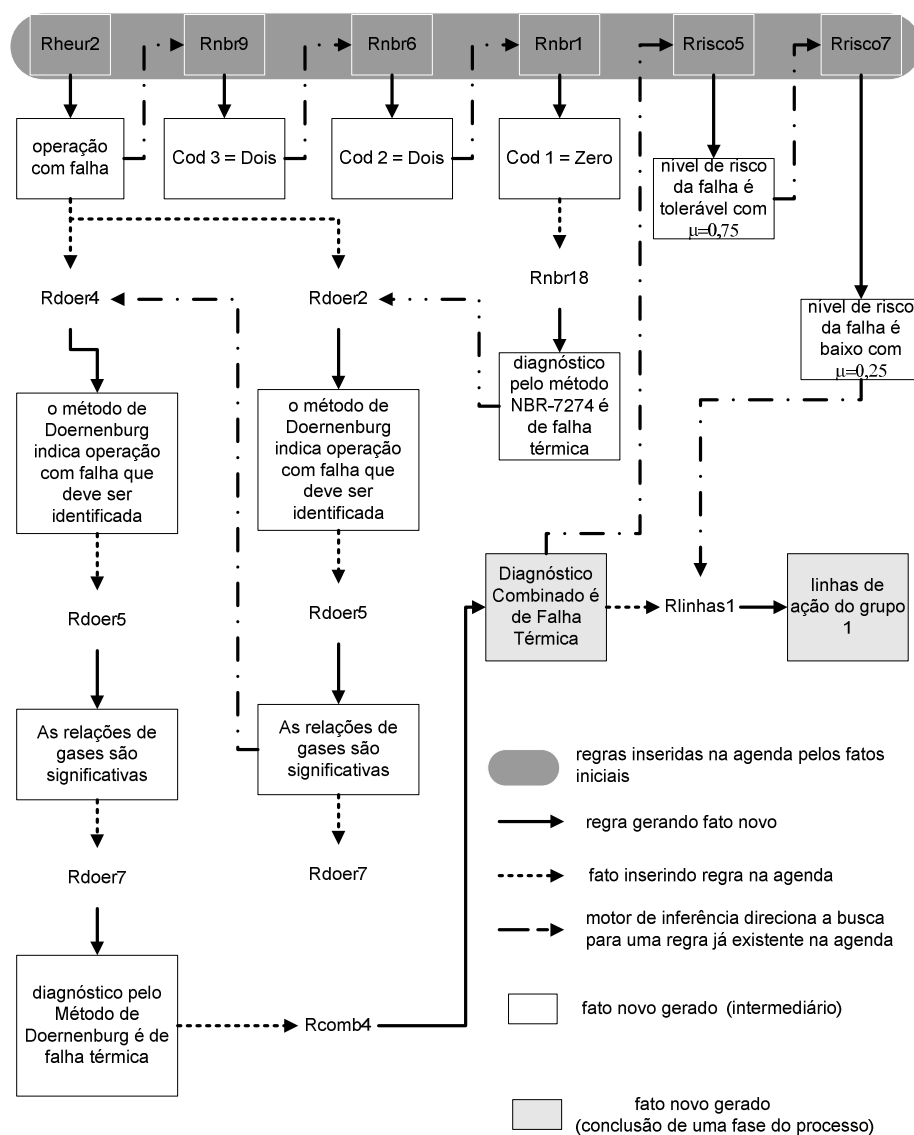 Rheur2
Rnbr9
Rnbr6
Rnbr1
Rrisco5
Rrisco7
operação
com falha
Cod 3 = Dois
Cod 2 = Dois
Cod 1 = Zero
nível de risco
da falha é
tolerável com
μ=0,75
Rnbr18
Rdoer4
Rdoer2
nível de risco
da falha é
baixo com
μ=0,25
diagnóstico
pelo método
NBR-7274 é
de falha
térmica
o método de
Doernenburg
indica operação
com falha que
deve ser
identificada
o método de
Doernenburg
indica operação
com falha que
deve ser
identificada
Diagnóstico
Combinado é
de Falha
Térmica
Rlinhas1
linhas de
ação do grupo
1
Rdoer5
Rdoer5
As relações de
gases são
significativas
As relações de
gases são
significativas
Rdoer7
Rdoer7
diagnóstico pelo
Método de
Doernenburg é de
falha térmica
Rcomb4
regras inseridas na agenda pelos fatos
iniciais
regra gerando fato novo
fato inserindo regra na agenda
motor de inferência direciona a busca
para uma regra já existente na agenda
fato novo gerado (intermediário)
fato novo gerado
(conclusão de uma fase do processo)